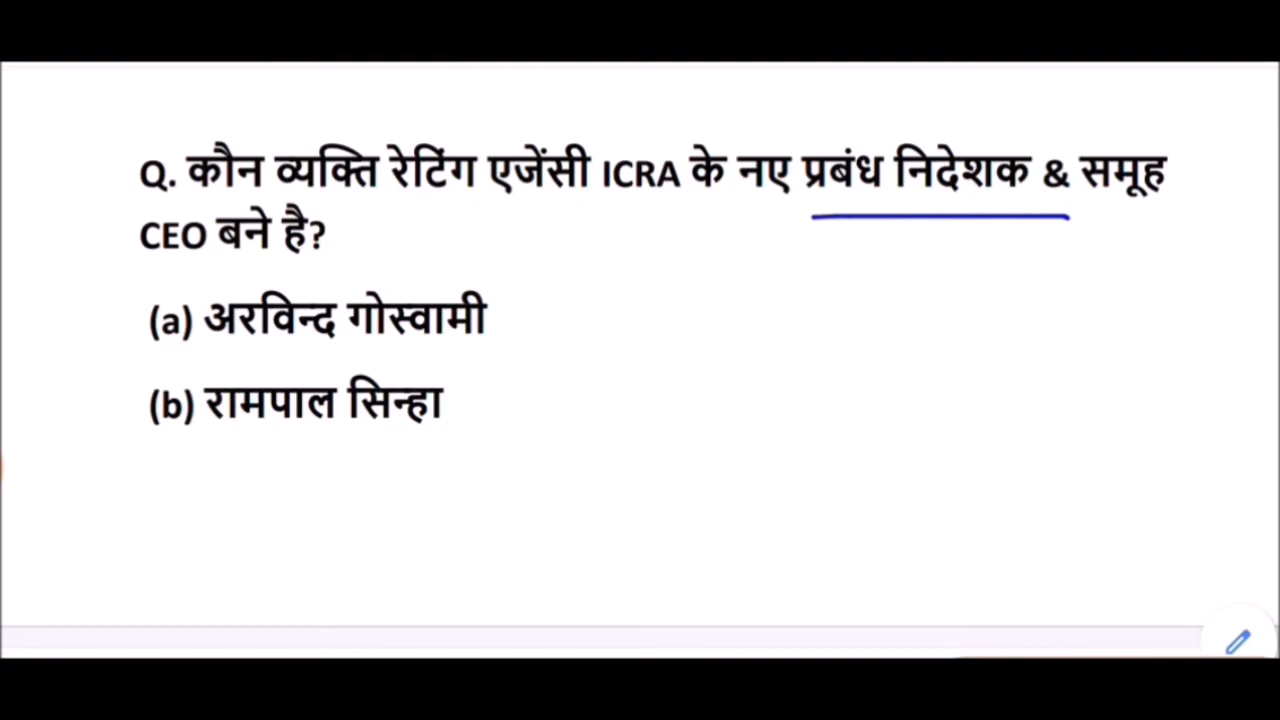 Q. कौन व्यक्ति रेटिंग एजेंसी ICRA के नए प्रबंध निदेशक & समूह
CEO बने है?
(a) अरविन्द गोस्वामी
(b) रामपाल सिन्हा